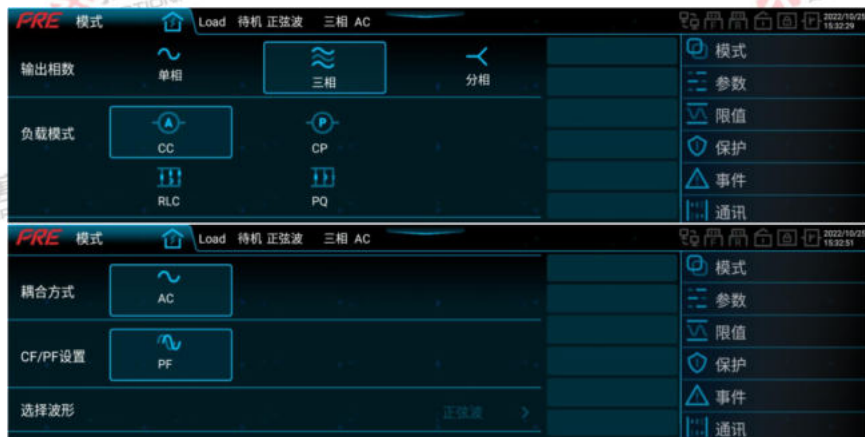 PRE 模式 Load 待机 正弦波 三相 AC 2022/10/25
15:32:29
输出相数 单相 三相 分相
负载模式 CC CP
RLC PQ
模式
参数
限值
保护
事件
通讯
PRE 模式 Load 待机 正弦波 三相 AC 2022/10/25
15:32:51
耦合方式 AC
CF/PF设置 PF
选择波形 正弦波
模式
参数
限值
保护
事件
通讯